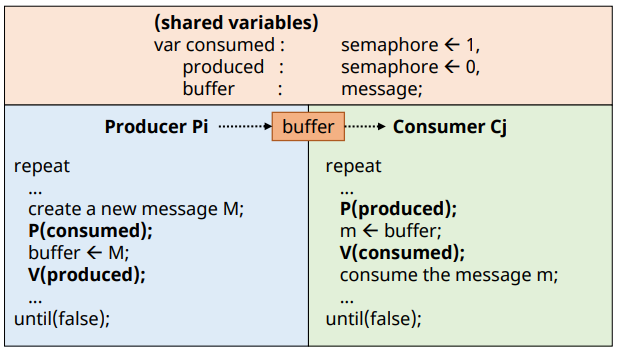 (shared variables)
var consumed : semaphore ← 1,
produced : semaphore ← 0,
buffer : message;
Producer Pi
buffer
Consumer Cj
repeat
...
create a new message M;
P(consumed);
buffer ← M;
V(produced);
...
until(false);
repeat
...
P(produced);
m ← buffer;
V(consumed);
consume the message m;
...
until(false);